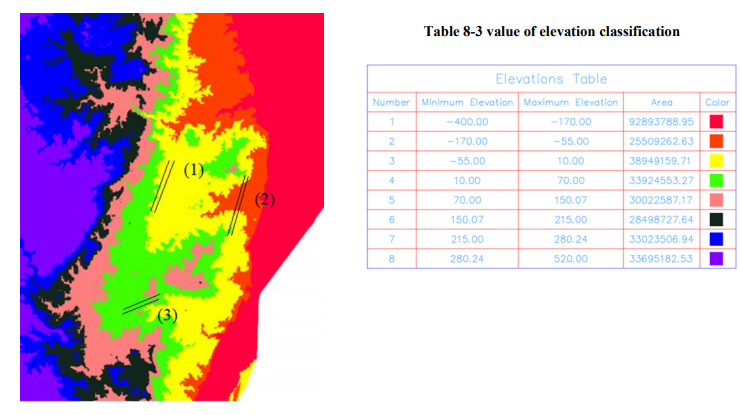 Table 8-3 value of elevation classification
Elevations Table
Number Minimum Elevation Maximum Elevation Area Color
1 -400.00 -170.00 92893788.95
2 -170.00 -55.00 25509262.63
3 -55.00 10.00 38949159.71
4 10.00 70.00 33924553.27
5 70.00 150.07 30022587.17
6 150.07 215.00 28498727.64
7 215.00 280.24 33023506.94
8 280.24 520.00 33695182.53
(1)
(2)
(3)